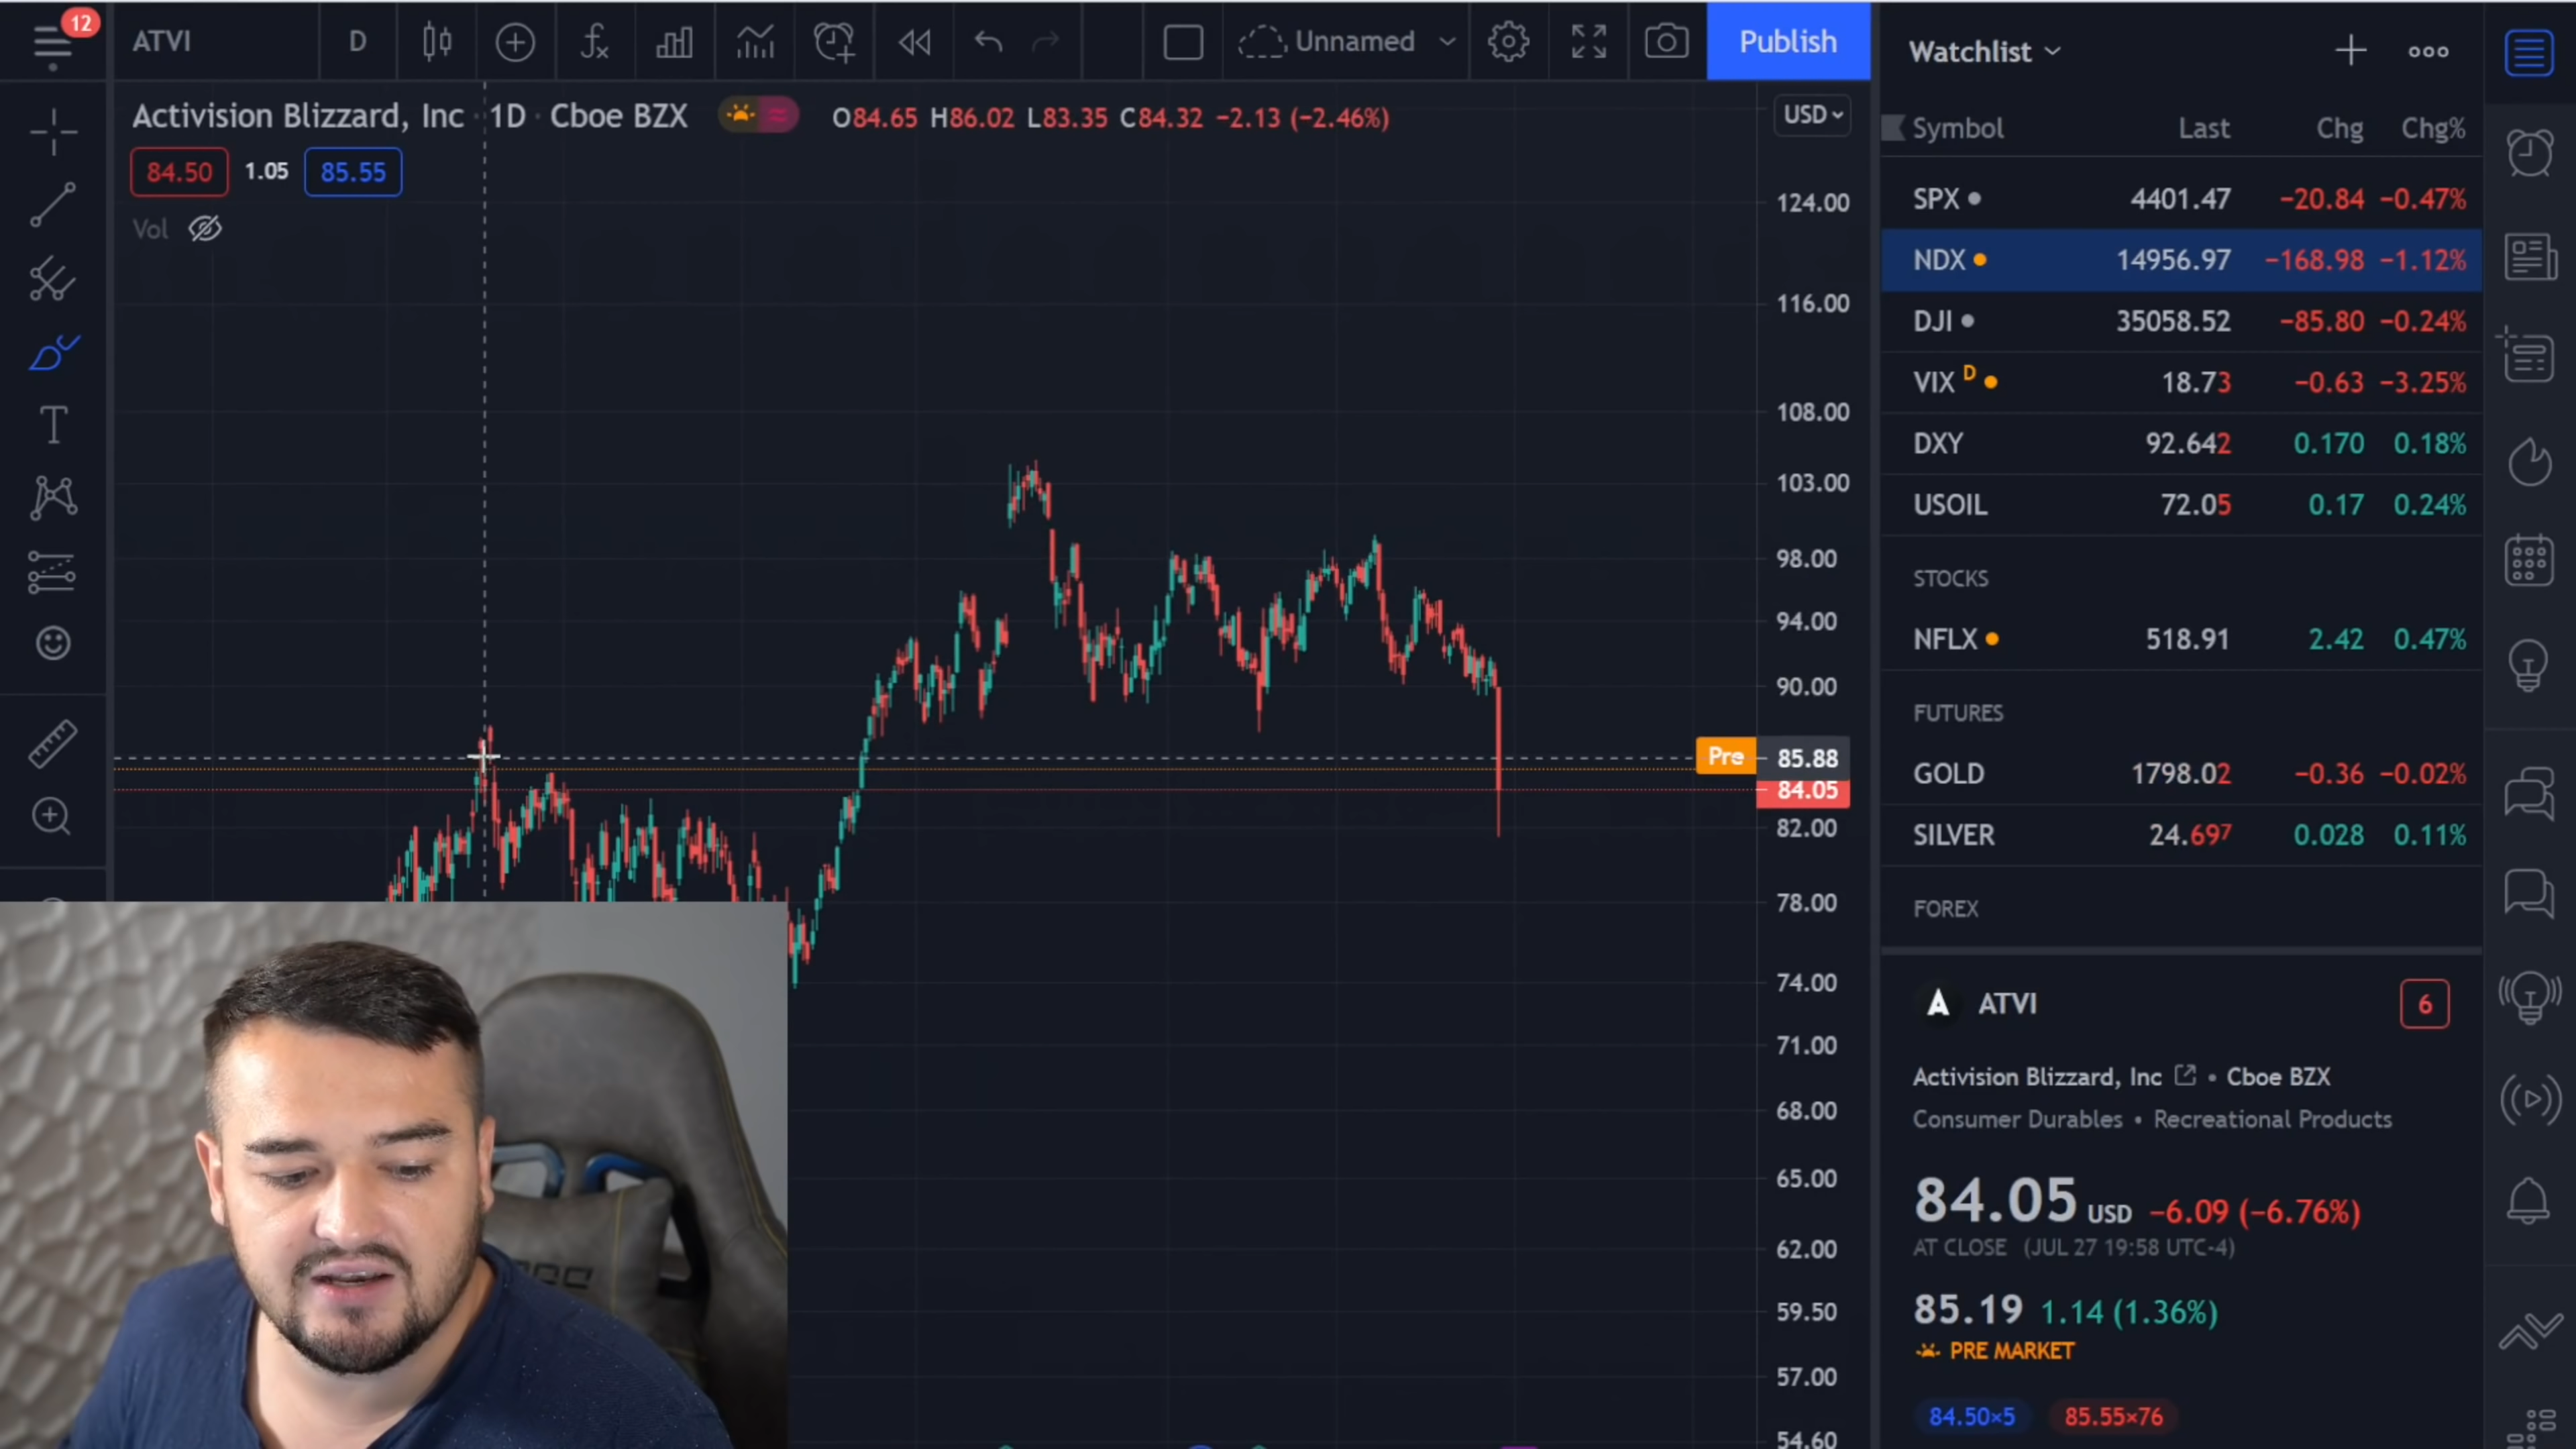 12
ATVI D Unnamed Publish
Activision Blizzard, Inc · 1D · Cboe BZX O84.65 H86.02 L83.35 C84.32 −2.13 (−2.46%)
84.50 1.05 85.55
Vol
USD
124.00
116.00
108.00
103.00
98.00
94.00
90.00
Pre 85.88
84.05
82.00
78.00
74.00
71.00
68.00
65.00
62.00
59.50
57.00
54.60
Watchlist
Symbol Last Chg Chg%
SPX 4401.47 −20.84 −0.47%
NDX 14956.97 −168.98 −1.12%
DJI 35058.52 −85.80 −0.24%
VIX D 18.73 −0.63 −3.25%
DXY 92.642 0.170 0.18%
USOIL 72.05 0.17 0.24%
STOCKS
NFLX 518.91 2.42 0.47%
FUTURES
GOLD 1798.02 −0.36 −0.02%
SILVER 24.697 0.028 0.11%
FOREX
ATVI 6
Activision Blizzard, Inc • Cboe BZX
Consumer Durables • Recreational Products
84.05 USD −6.09 (−6.76%)
AT CLOSE (JUL 27 19:58 UTC-4)
85.19 1.14 (1.36%)
PRE MARKET
84.50×5 85.55×76